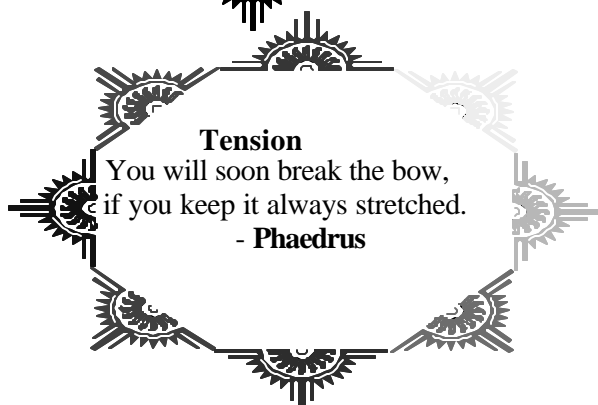 Tension
You will soon break the bow,
if you keep it always stretched.
- Phaedrus